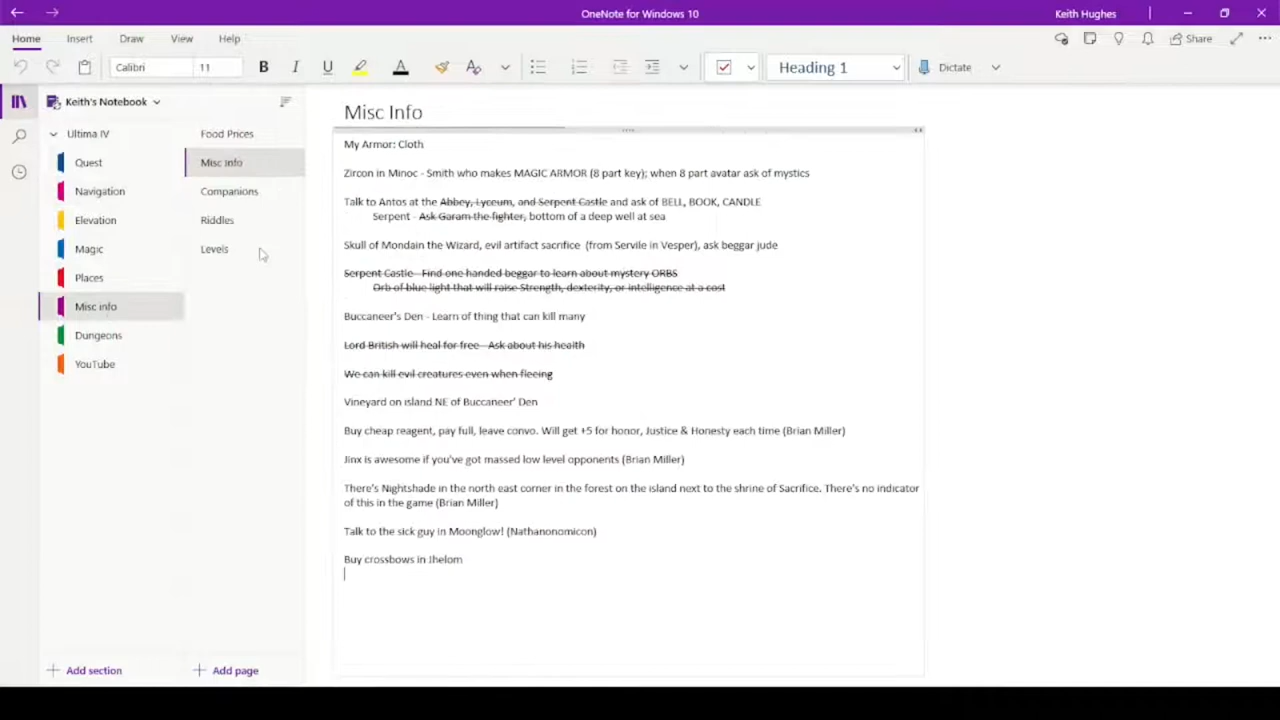 OneNote for Windows 10
Keith Hughes
Home
Insert
Draw
View
Help
Share
Calibri
11
B
I
U
A
Heading 1
Dictate
Keith's Notebook
Ultima IV
Quest
Navigation
Elevation
Magic
Places
Misc info
Dungeons
YouTube
Food Prices
Misc Info
Companions
Riddles
Levels
Misc Info
My Armor: Cloth
Zircon in Minoc - Smith who makes MAGIC ARMOR (8 part key); when 8 part avatar ask of mystics
Talk to Antos at the Abbey, Lyceum, and Serpent Castle and ask of BELL, BOOK, CANDLE
Serpent - Ask Garam the fighter, bottom of a deep well at sea
Skull of Mondain the Wizard, evil artifact sacrifice (from Servile in Vesper), ask beggar jude
Serpent Castle - Find one handed beggar to learn about mystery ORBS
Orb of blue light that will raise Strength, dexterity, or intelligence at a cost
Buccaneer's Den - Learn of thing that can kill many
Lord British will heal for free - Ask about his health
We can kill evil creatures even when fleeing
Vineyard on island NE of Buccaneer' Den
Buy cheap reagent, pay full, leave convo. Will get +5 for honor, Justice & Honesty each time (Brian Miller)
Jinx is awesome if you've got massed low level opponents (Brian Miller)
There's Nightshade in the north east corner in the forest on the island next to the shrine of Sacrifice. There's no indicator
of this in the game (Brian Miller)
Talk to the sick guy in Moonglow! (Nathanonomicon)
Buy crossbows in Jhelom
Add section
Add page